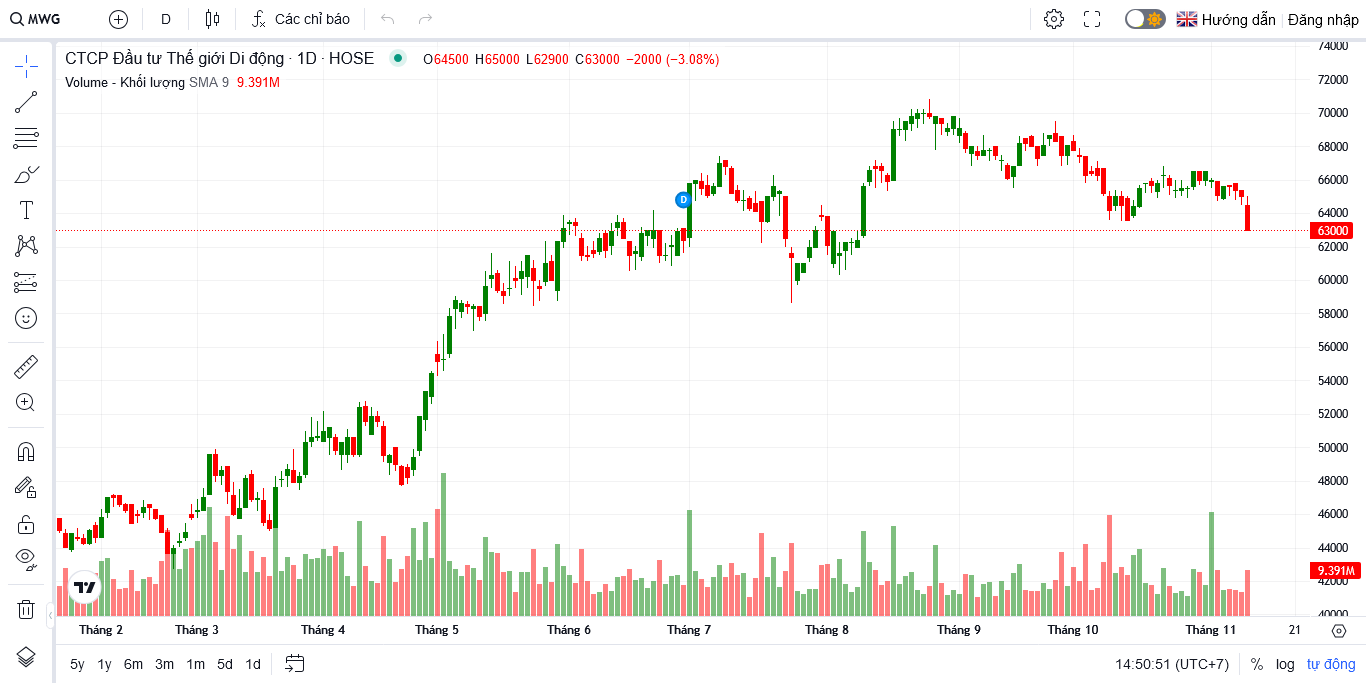 MWG D Các chỉ báo Hướng dẫn Đăng nhập
CTCP Đầu tư Thế giới Di động · 1D · HOSE O64500 H65000 L62900 C63000 −2000 (−3.08%)
Volume - Khối lượng SMA 9 9.391M
74000
72000
70000
68000
66000
D
64000
63000
62000
60000
58000
56000
54000
52000
50000
48000
46000
44000
9.391M
42000
40000
Tháng 2 Tháng 3 Tháng 4 Tháng 5 Tháng 6 Tháng 7 Tháng 8 Tháng 9 Tháng 10 Tháng 11 21
5y 1y 6m 3m 1m 5d 1d 14:50:51 (UTC+7) % log tự động